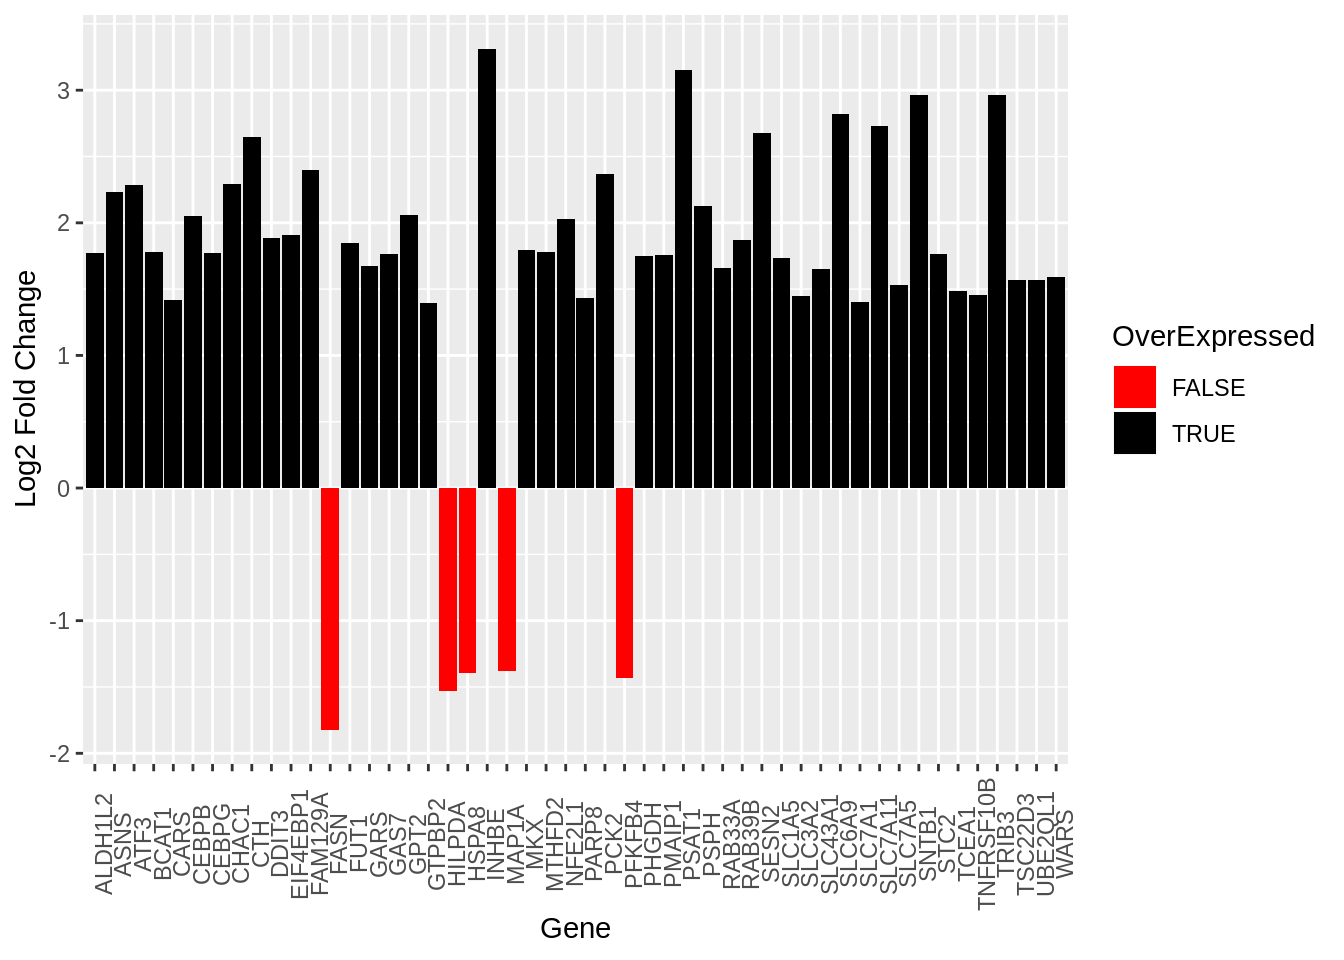 3
2
1
0
-1
-2
Log2 Fold Change
ALDH1L2
ASNS
ATF3
BCAT1
CARS
CEBPB
CEBPG
CHAC1
CTH
DDIT3
EIF4EBP1
FAM129A
FASN
FUT1
GARS
GAS7
GPT2
GTPBP2
HILPDA
HSPA8
INHBE
MAP1A
MKX
MTHFD2
NFE2L1
PARP8
PCK2
PFKFB4
PHGDH
PMAIP1
PSAT1
PSPH
RAB33A
RAB39B
SESN2
SLC1A5
SLC3A2
SLC43A1
SLC6A9
SLC7A1
SLC7A11
SLC7A5
SNTB1
STC2
TCEA1
TNFRSF10B
TRIB3
TSC22D3
UBE2QL1
WARS
Gene
OverExpressed
FALSE
TRUE